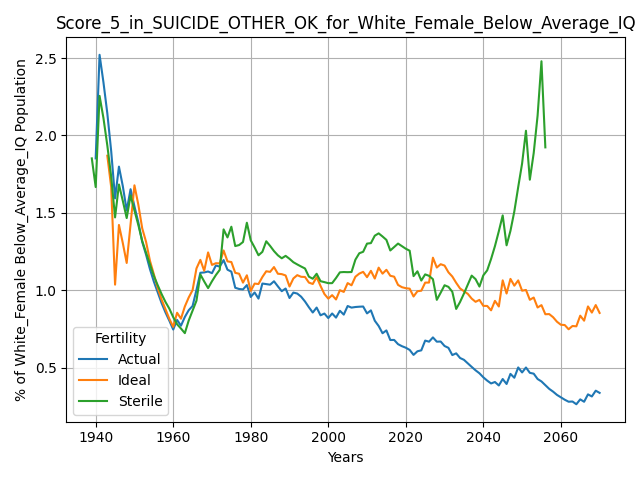 Score_5_in_SUICIDE_OTHER_OK_for_White_Female_Below_Average_IQ
% of White_Female Below_Average_IQ Population
2.5
2.0
1.5
1.0
0.5
Fertility
Actual
Ideal
Sterile
1940
1960
1980
2000
2020
2040
2060
Years